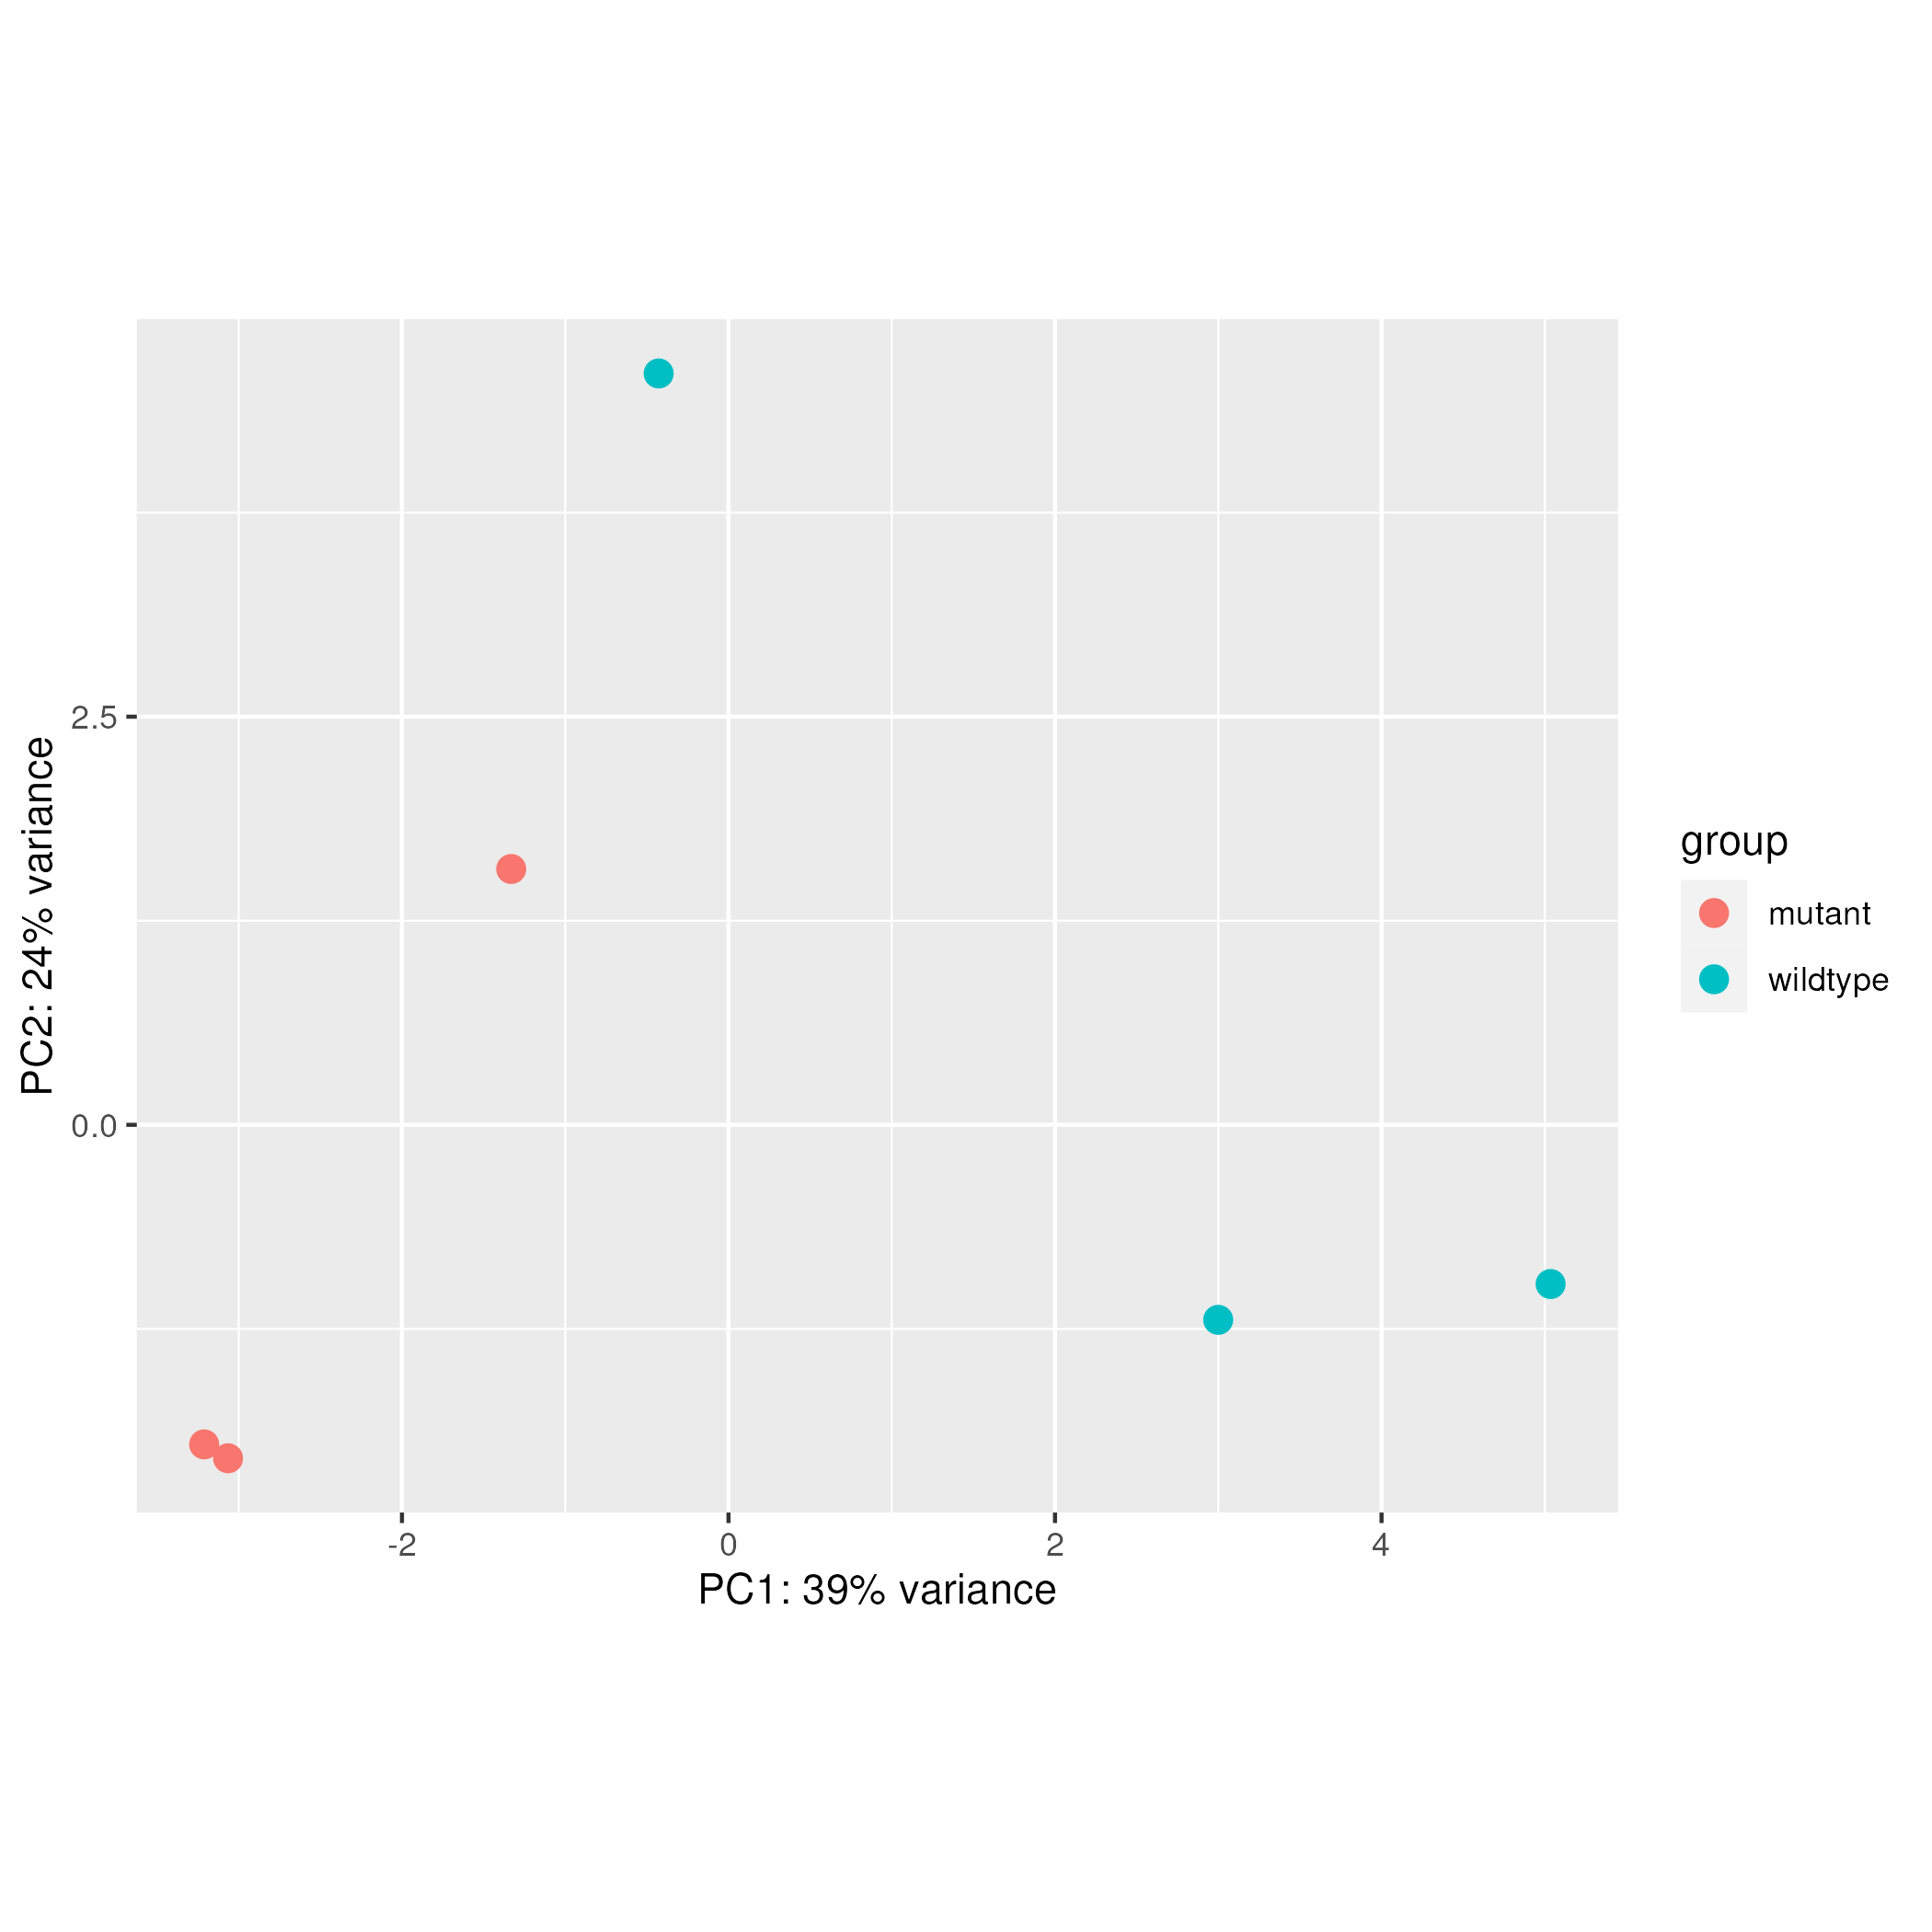 PC2: 24% variance
2.5
0.0
-2
0
2
4
PC1: 39% variance
group
mutant
wildtype